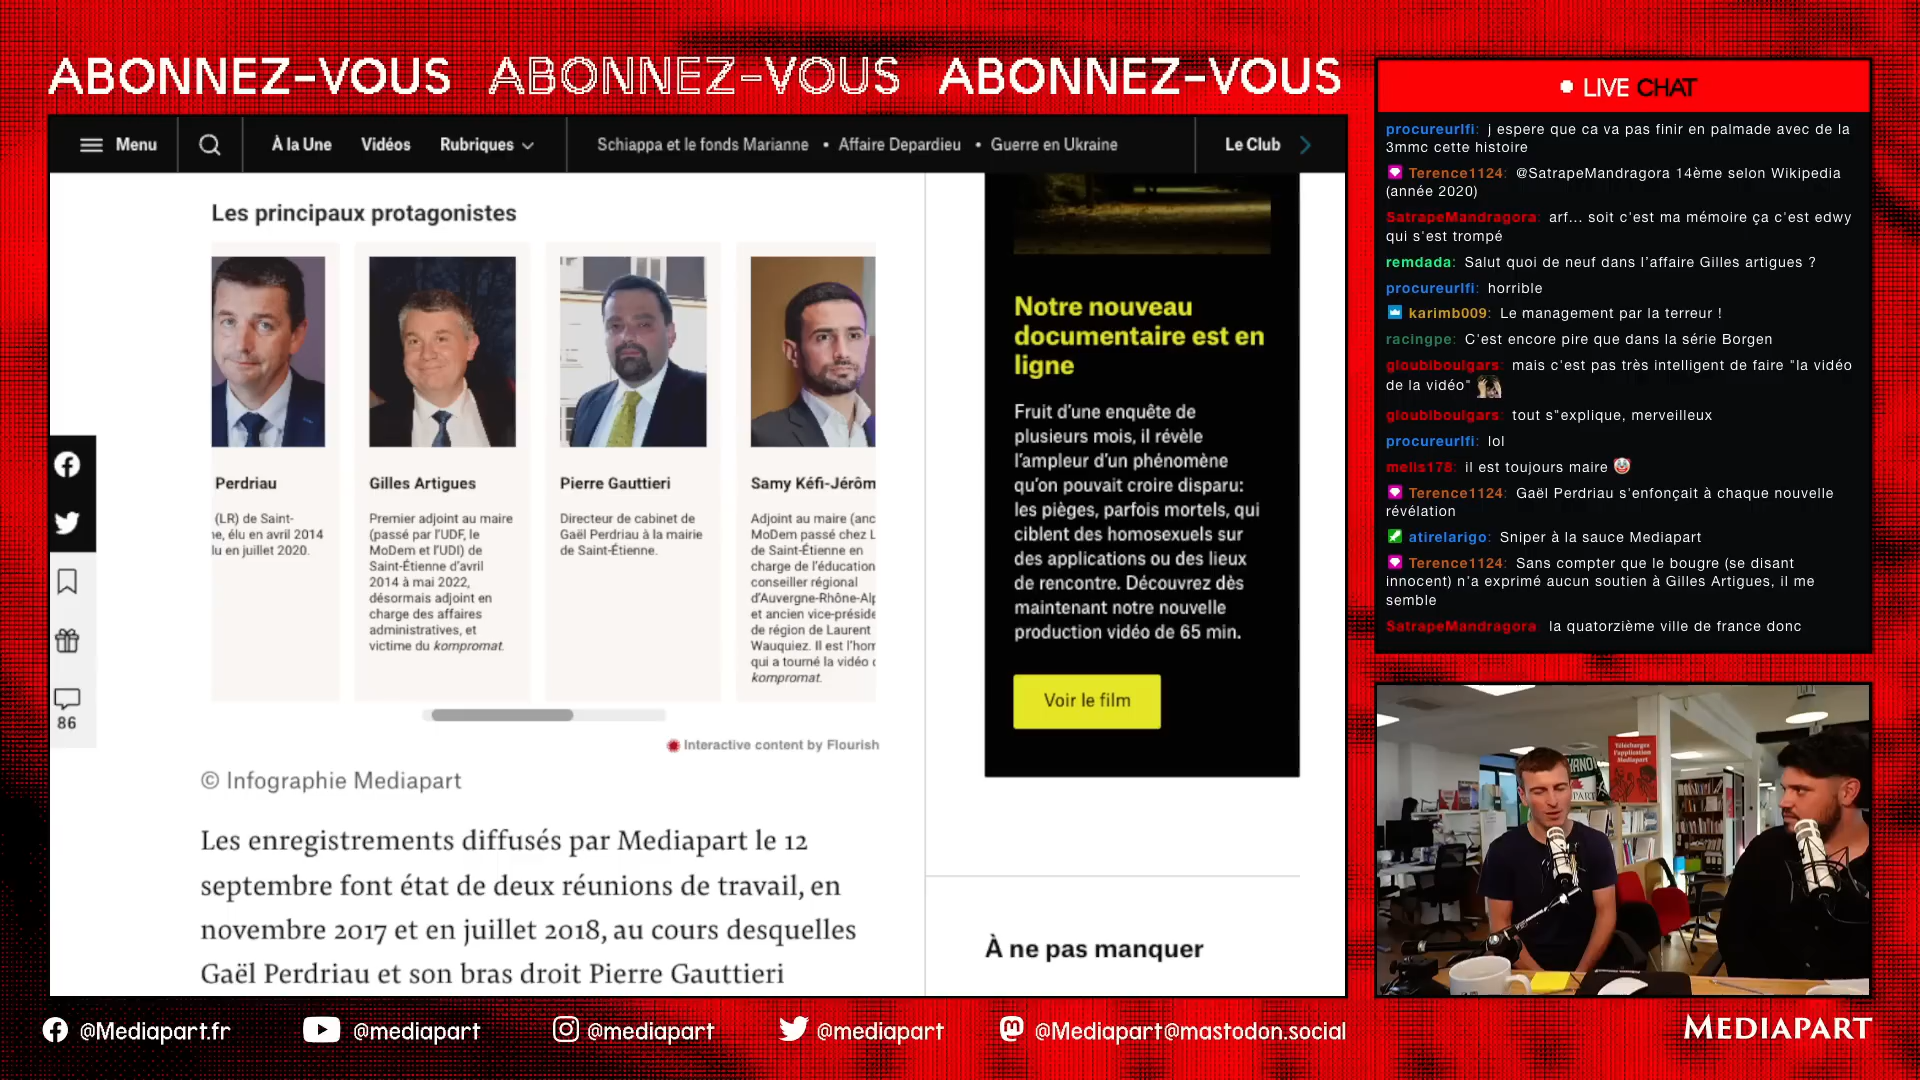 ABONNEZ-VOUS ABONNEZ-VOUS ABONNEZ-VOUS
Menu
À la Une Vidéos Rubriques
Schiappa et le fonds Marianne • Affaire Depardieu • Guerre en Ukraine
Le Club
Les principaux protagonistes
Perdriau
(LR) de Saint-
ne, élu en avril 2014
lu en juillet 2020.
Gilles Artigues
Premier adjoint au maire
(passé par l'UDF, le
MoDem et l'UDI) de
Saint-Étienne d'avril
2014 à mai 2022,
désormais adjoint en
charge des affaires
administratives, et
victime du kompromat.
Pierre Gauttieri
Directeur de cabinet de
Gaël Perdriau à la mairie
de Saint-Étienne.
Samy Kéfi-Jérôm
Adjoint au maire (anc
MoDem passé chez L
de Saint-Étienne en
charge de l'éducation
conseiller régional
d'Auvergne-Rhône-Alp
et ancien vice-préside
de région de Laurent
Wauquiez. Il est l'hom
qui a tourné la vidéo d
kompromat.
86
Interactive content by Flourish
© Infographie Mediapart
Les enregistrements diffusés par Mediapart le 12
septembre font état de deux réunions de travail, en
novembre 2017 et en juillet 2018, au cours desquelles
Gaël Perdriau et son bras droit Pierre Gauttieri
Notre nouveau
documentaire est en
ligne
Fruit d'une enquête de
plusieurs mois, il révèle
l'ampleur d'un phénomène
qu'on pouvait croire disparu:
les pièges, parfois mortels, qui
ciblent des homosexuels sur
des applications ou des lieux
de rencontre. Découvrez dès
maintenant notre nouvelle
production vidéo de 65 min.
Voir le film
À ne pas manquer
LIVE CHAT
procureurlfi: j espere que ca va pas finir en palmade avec de la
3mmc cette histoire
Terence1124: @SatrapeMandragora 14ème selon Wikipedia
(année 2020)
SatrapeMandragora: arf... soit c'est ma mémoire ça c'est edwy
qui s'est trompé
remdada: Salut quoi de neuf dans l'affaire Gilles artigues ?
procureurlfi: horrible
karimb009: Le management par la terreur !
racingpe: C'est encore pire que dans la série Borgen
gloubiboulgars: mais c'est pas très intelligent de faire "la vidéo
de la vidéo"
gloubiboulgars: tout s"explique, merveilleux
procureurlfi: lol
melis178: il est toujours maire 🤡
Terence1124: Gaël Perdriau s'enfonçait à chaque nouvelle
révélation
atirelarigo: Sniper à la sauce Mediapart
Terence1124: Sans compter que le bougre (se disant
innocent) n'a exprimé aucun soutien à Gilles Artigues, il me
semble
SatrapeMandragora: la quatorzième ville de france donc
Téléchargez
l'application
Mediapart
@Mediapart.fr @mediapart @mediapart @mediapart @Mediapart@mastodon.social
MEDIAPART